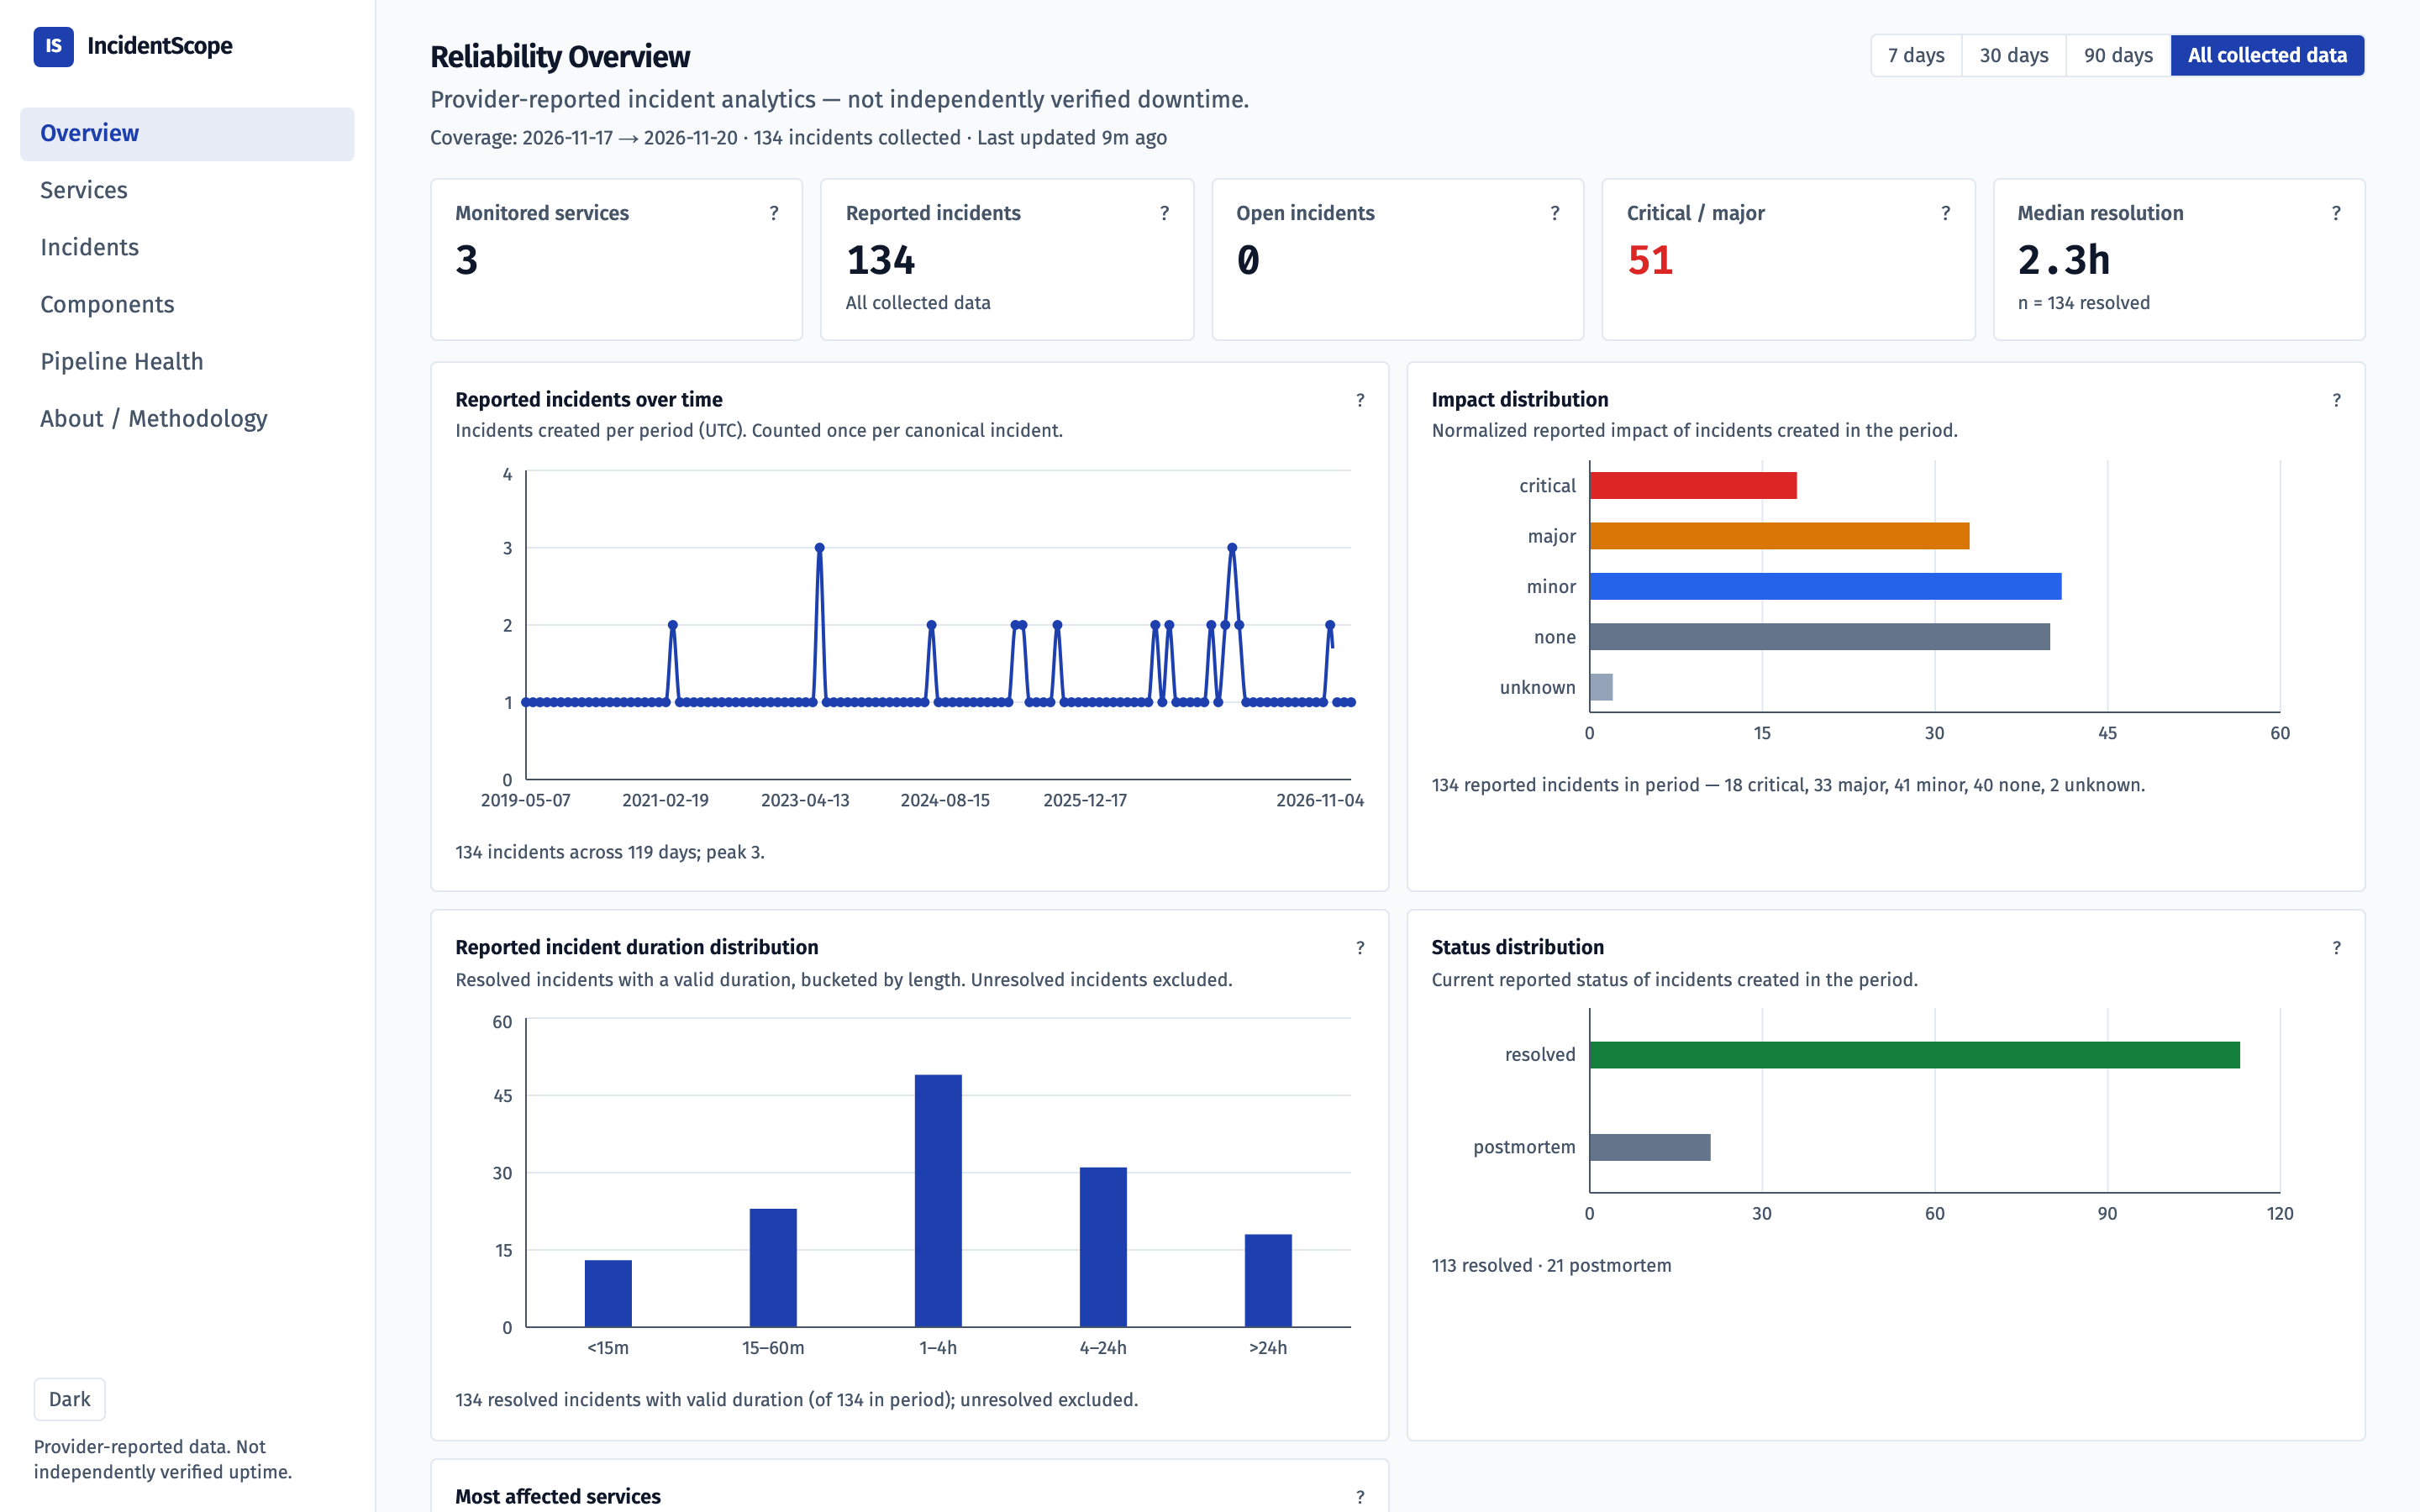 IS IncidentScope
Overview
Services
Incidents
Components
Pipeline Health
About / Methodology
Dark
Provider-reported data. Not
independently verified uptime.
Reliability Overview
7 days 30 days 90 days All collected data
Provider-reported incident analytics — not independently verified downtime.
Coverage: 2026-11-17 → 2026-11-20 · 134 incidents collected · Last updated 9m ago
Monitored services ?
3
Reported incidents ?
134
All collected data
Open incidents ?
0
Critical / major ?
51
Median resolution ?
2.3h
n = 134 resolved
Reported incidents over time ?
Incidents created per period (UTC). Counted once per canonical incident.
4
3
2
1
0
2019-05-07 2021-02-19 2023-04-13 2024-08-15 2025-12-17 2026-11-04
134 incidents across 119 days; peak 3.
Impact distribution ?
Normalized reported impact of incidents created in the period.
critical
major
minor
none
unknown
0 15 30 45 60
134 reported incidents in period — 18 critical, 33 major, 41 minor, 40 none, 2 unknown.
Reported incident duration distribution ?
Resolved incidents with a valid duration, bucketed by length. Unresolved incidents excluded.
60
45
30
15
0
<15m 15–60m 1–4h 4–24h >24h
134 resolved incidents with valid duration (of 134 in period); unresolved excluded.
Status distribution ?
Current reported status of incidents created in the period.
resolved
postmortem
0 30 60 90 120
113 resolved · 21 postmortem
Most affected services ?